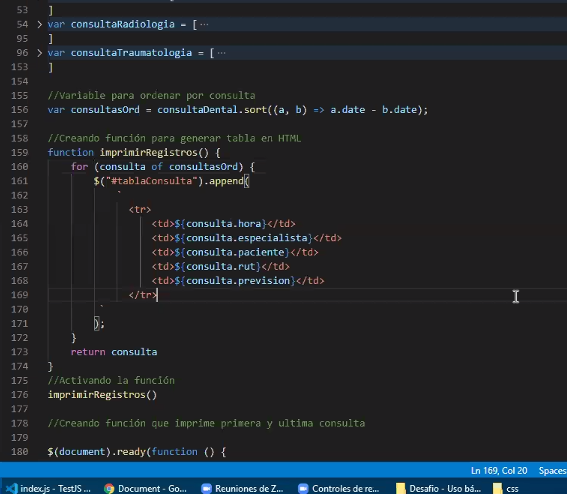 53 ]
54 var consultaRadiologia = [ ...
95 ]
96 var consultaTraumatologia = [ ...
153 ]
154
155 //Variable para ordenar por consulta
156 var consultasOrd = consultaDental.sort((a, b) => a.date - b.date);
157
158 //Creando función para generar tabla en HTML
159 function imprimirRegistros() {
160 for (consulta of consultasOrd) {
161 $("#tablaConsulta").append(
162 `
163 <tr>
164 <td>${consulta.hora}</td>
165 <td>${consulta.especialista}</td>
166 <td>${consulta.paciente}</td>
167 <td>${consulta.rut}</td>
168 <td>${consulta.prevision}</td>
169 </tr>
170 `
171 );
172 }
173 return consulta
174 }
175 //Activando la función
176 imprimirRegistros()
177
178 //Creando función que imprime primera y ultima consulta
179
180 $(document).ready(function () {
Ln 169, Col 20 Spaces
index.js - TestJS ... Document - Go... Reuniones de Z... Controles de re... Desafio - Uso bá... css